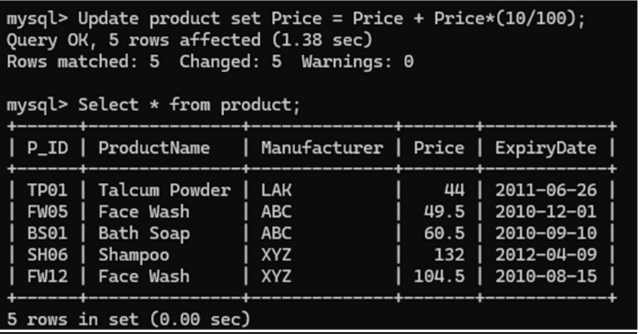 mysql> Update product set Price = Price + Price*(10/100);
Query OK, 5 rows affected (1.38 sec)
Rows matched: 5  Changed: 5  Warnings: 0

mysql> Select * from product;
+------+---------------+--------------+-------+------------+
| P_ID | ProductName   | Manufacturer | Price | ExpiryDate |
+------+---------------+--------------+-------+------------+
| TP01 | Talcum Powder | LAK          |    44 | 2011-06-26 |
| FW05 | Face Wash     | ABC          |  49.5 | 2010-12-01 |
| BS01 | Bath Soap     | ABC          |  60.5 | 2010-09-10 |
| SH06 | Shampoo       | XYZ          |   132 | 2012-04-09 |
| FW12 | Face Wash     | XYZ          | 104.5 | 2010-08-15 |
+------+---------------+--------------+-------+------------+
5 rows in set (0.00 sec)